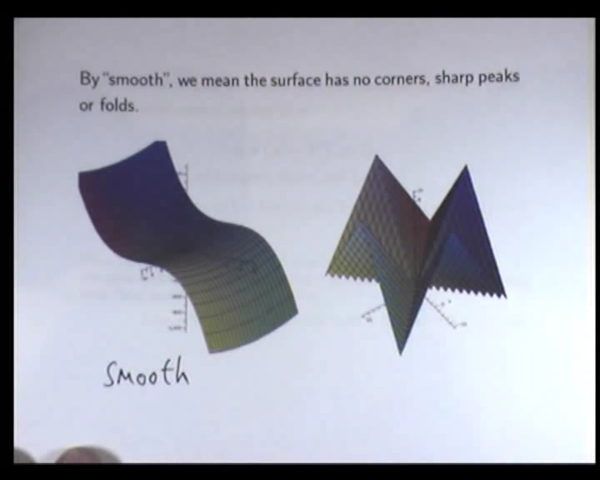 By "smooth", we mean the surface has no corners, sharp peaks
or folds.
smooth